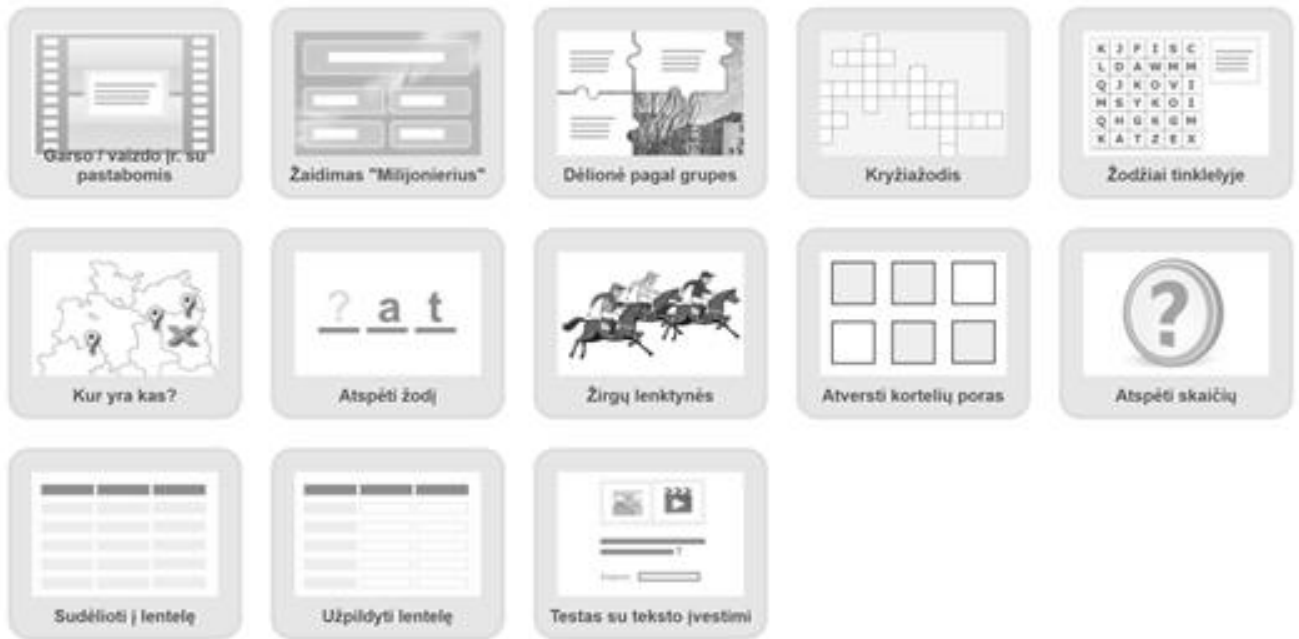 Garso / vaizdo įr. su
pastabomis
Žaidimas "Milijonierius"
Dėlionė pagal grupes
Kryžiažodis
K J P I S C
L D A W M M
Q J K O V I
M S Y K O I
Q H G K G M
K A T Z E X
Žodžiai tinklelyje
Kur yra kas?
? a t
Atspėti žodį
Žirgų lenktynės
Atversti kortelių poras
?
Atspėti skaičių
Sudėlioti į lentelę
Užpildyti lentelę
?
Testas su teksto įvestimi